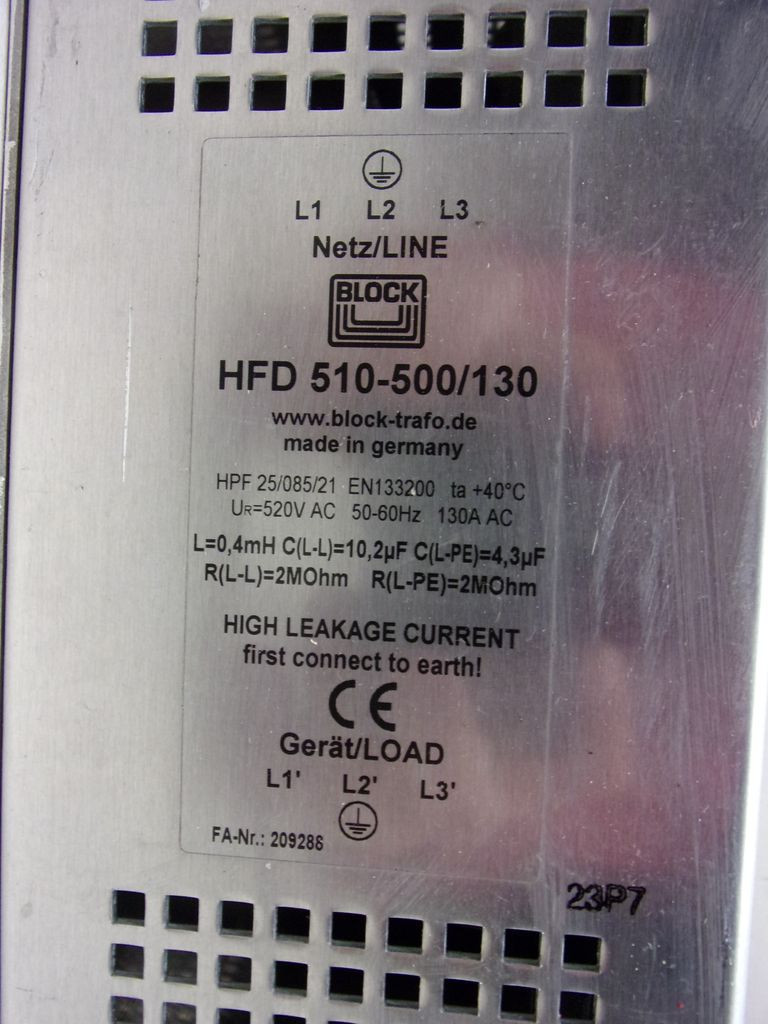 L1 L2 L3
Netz/LINE
BLOCK
HFD 510-500/130
www.block-trafo.de
made in germany
HPF 25/085/21 EN133200 ta +40°C
UR=520V AC 50-60Hz 130A AC
L=0,4mH C(L-L)=10,2µF C(L-PE)=4,3µF
R(L-L)=2MOhm R(L-PE)=2MOhm
HIGH LEAKAGE CURRENT
first connect to earth!
CE
Gerät/LOAD
L1' L2' L3'
FA-Nr.: 209286
23P7